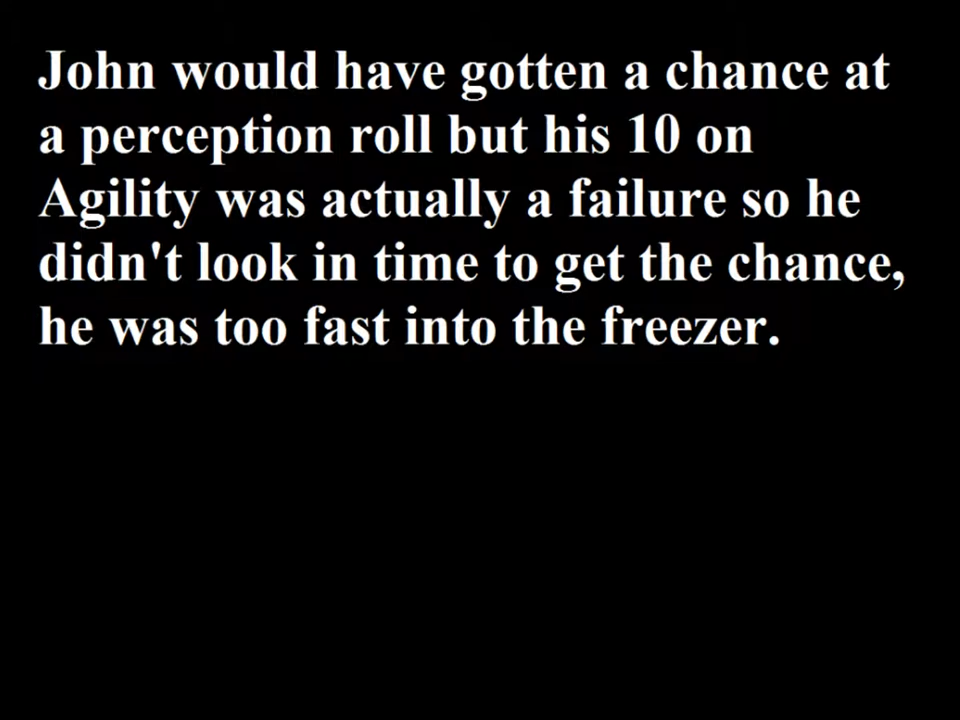 John would have gotten a chance at
a perception roll but his 10 on
Agility was actually a failure so he
didn't look in time to get the chance,
he was too fast into the freezer.